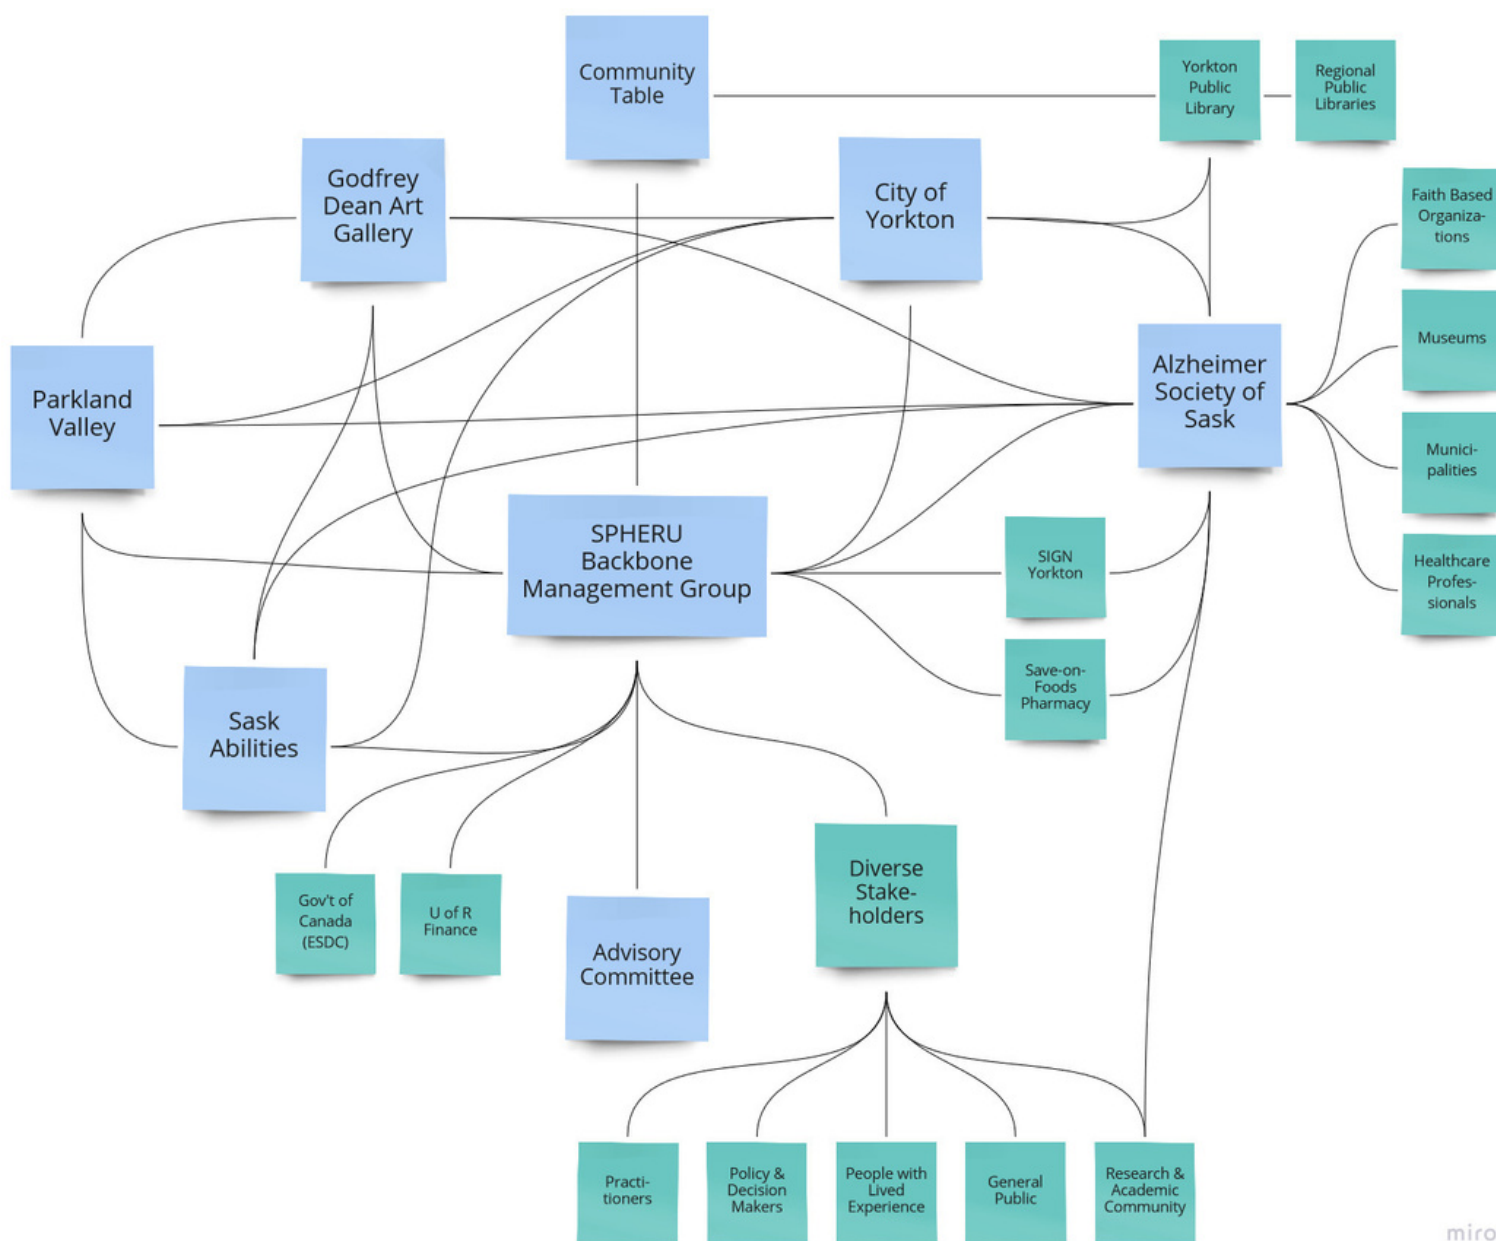 Community
Table
Yorkton
Public
Library
Regional
Public
Libraries
Godfrey
Dean Art
Gallery
City of
Yorkton
Faith Based
Organiza-
tions
Museums
Parkland
Valley
Alzheimer
Society of
Sask
Munici-
palities
SPHERU
Backbone
Management Group
SIGN
Yorkton
Healthcare
Profes-
sionals
Save-on-
Foods
Pharmacy
Sask
Abilities
Gov't of
Canada
(ESDC)
U of R
Finance
Advisory
Committee
Diverse
Stake-
holders
Practi-
tioners
Policy &
Decision
Makers
People with
Lived
Experience
General
Public
Research &
Academic
Community
miro